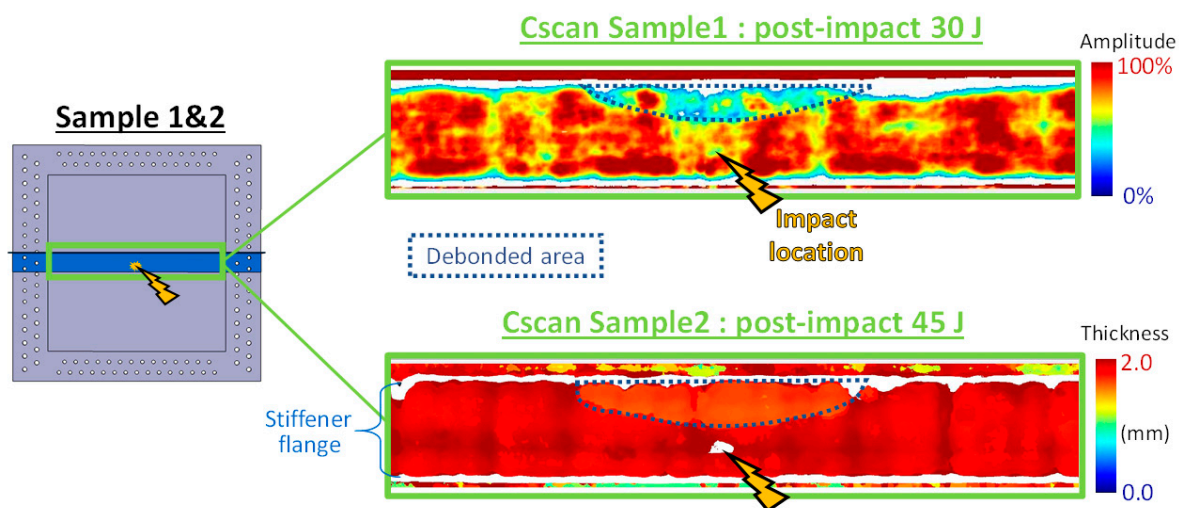 Cscan Sample1 : post-impact 30 J
Amplitude
100%
0%
Sample 1&2
Impact
location
Debonded area
Cscan Sample2 : post-impact 45 J
Thickness
2.0
(mm)
0.0
Stiffener
flange